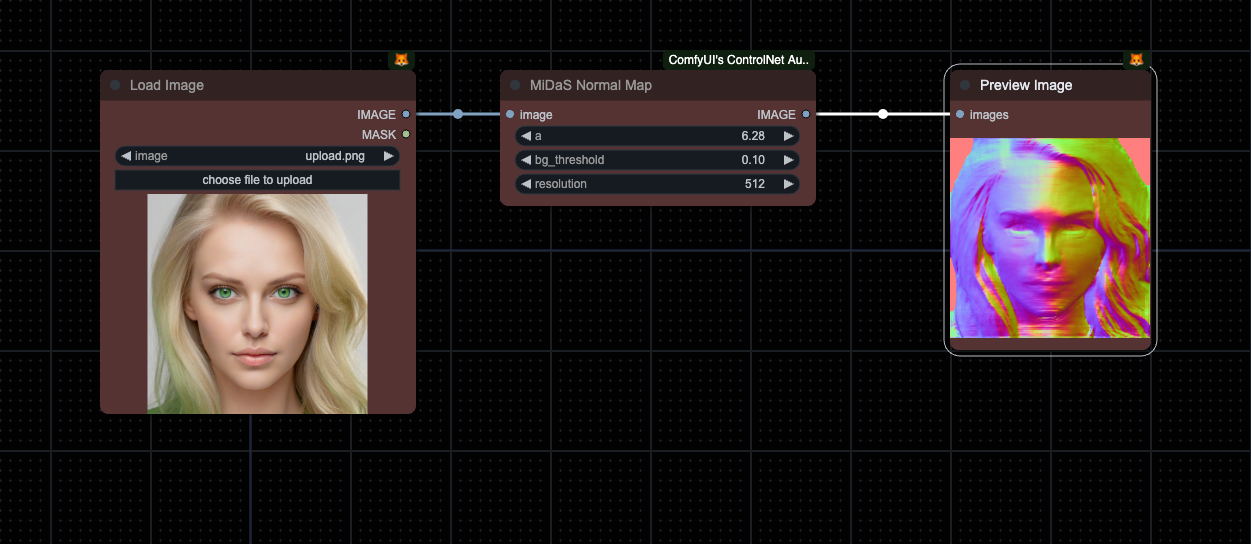 Load Image
IMAGE
MASK
image upload.png
choose file to upload
ComfyUI's ControlNet Au..
MiDaS Normal Map
image IMAGE
a 6.28
bg_threshold 0.10
resolution 512
Preview Image
images